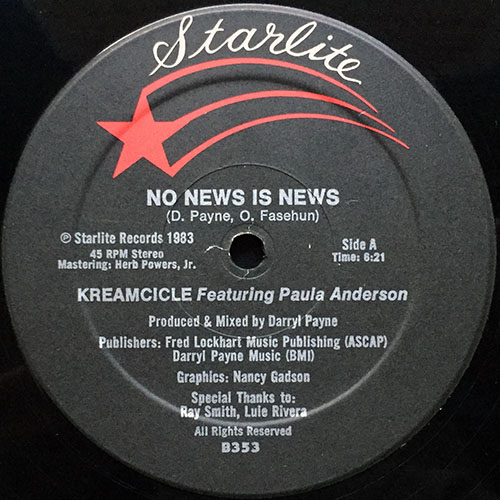 Starlite
NO NEWS IS NEWS
(D. Payne, O. Fasehun)
℗ Starlite Records 1983
45 RPM Stereo
Mastering: Herb Powers, Jr.
Side A
Time: 6:21
KREAMCICLE Featuring Paula Anderson
Produced & Mixed by Darryl Payne
Publishers: Fred Lockhart Music Publishing (ASCAP)
Darryl Payne Music (BMI)
Graphics: Nancy Gadson
Special Thanks to:
Ray Smith, Luie Rivera
All Rights Reserved
B353